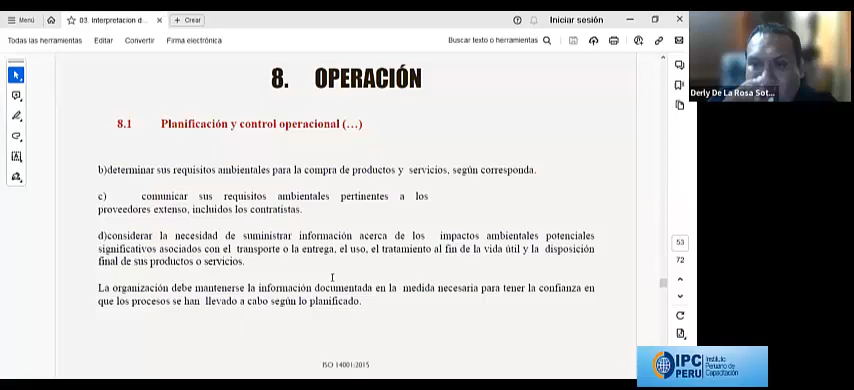 Menú
03. Interpretacion d...
+ Crear
Iniciar sesión
Todas las herramientas Editar Convertir Firma electrónica
Buscar texto o herramientas
Derly De La Rosa Sot...
8. OPERACIÓN
8.1 Planificación y control operacional (…)
b)determinar sus requisitos ambientales para la compra de productos y servicios, según corresponda.
c) comunicar sus requisitos ambientales pertinentes a los
proveedores extenso, incluidos los contratistas.
d)considerar la necesidad de suministrar información acerca de los impactos ambientales potenciales
significativos asociados con el transporte o la entrega, el uso, el tratamiento al fin de la vida útil y la disposición
final de sus productos o servicios.
La organización debe mantenerse la información documentada en la medida necesaria para tener la confianza en
que los procesos se han llevado a cabo según lo planificado.
53
72
ISO 14001:2015
IPC PERÚ
Instituto
Peruano de
Capacitación